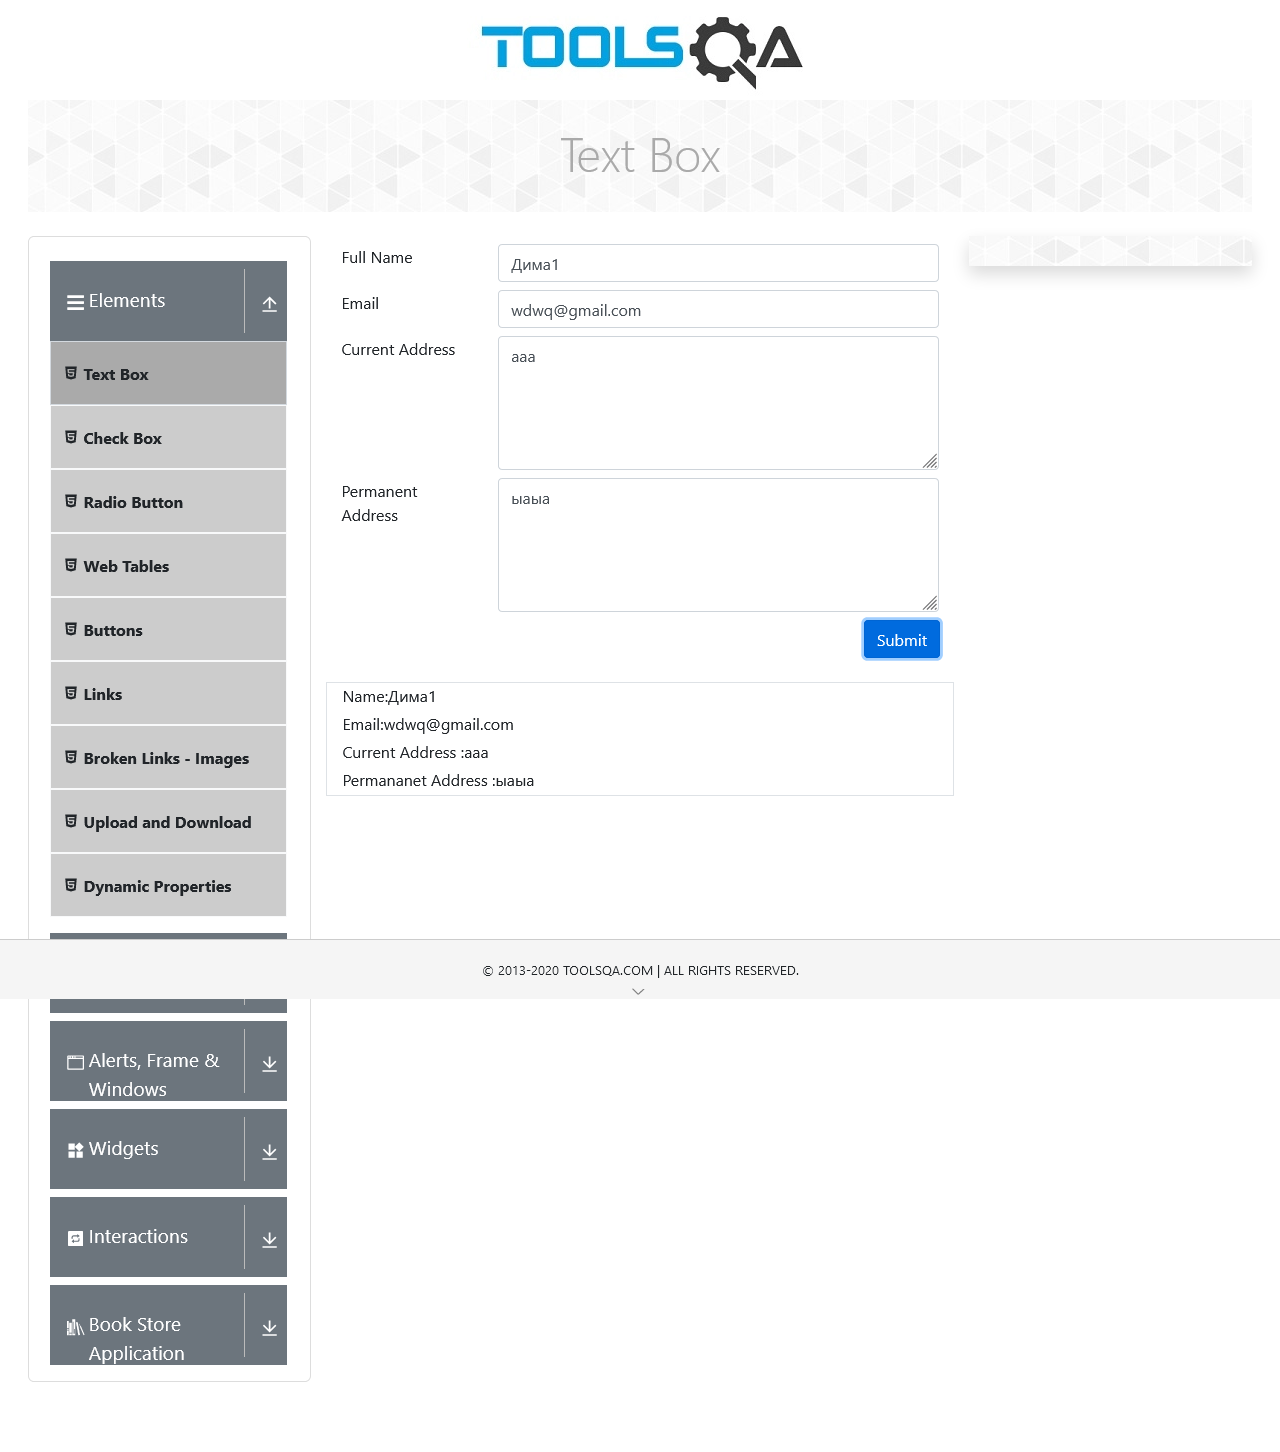 TOOLSQA
Text Box
Elements
Text Box
Check Box
Radio Button
Web Tables
Buttons
Links
Broken Links - Images
Upload and Download
Dynamic Properties
Full Name
Дима1
Email
wdwq@gmail.com
Current Address
ааа
Permanent
Address
ыаыа
Submit
Name:Дима1
Email:wdwq@gmail.com
Current Address :ааа
Permananet Address :ыаыа
© 2013-2020 TOOLSQA.COM | ALL RIGHTS RESERVED.
Alerts, Frame &
Windows
Widgets
Interactions
Book Store
Application